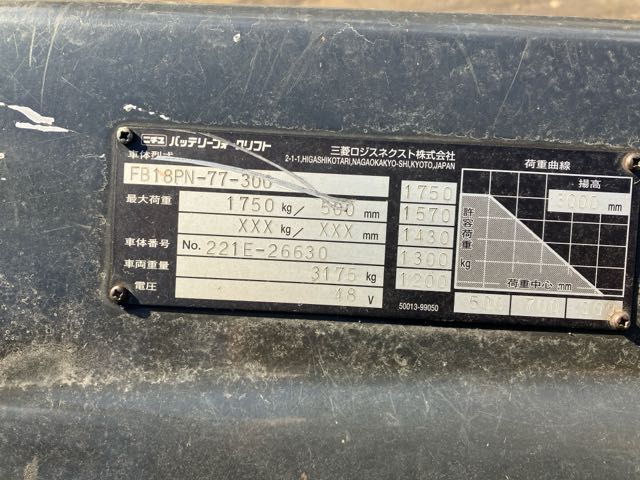 ニチユ バッテリーフォークリフト
三菱ロジスネクスト株式会社
2-1-1,HIGASHIKOTARI,NAGAOKAKYO-SHI,KYOTO,JAPAN
車体型式
FB18PN-77-300
最大荷重 1750 kg/ 500 mm
XXX kg/ XXX mm
車体番号 No. 221E-26630
車両重量 3175 kg
電圧 48 V
50013-99050
荷重曲線
揚高
3000 mm
1750
1570
1430
1300
1200
許容荷重 kg
荷重中心 mm
500 700